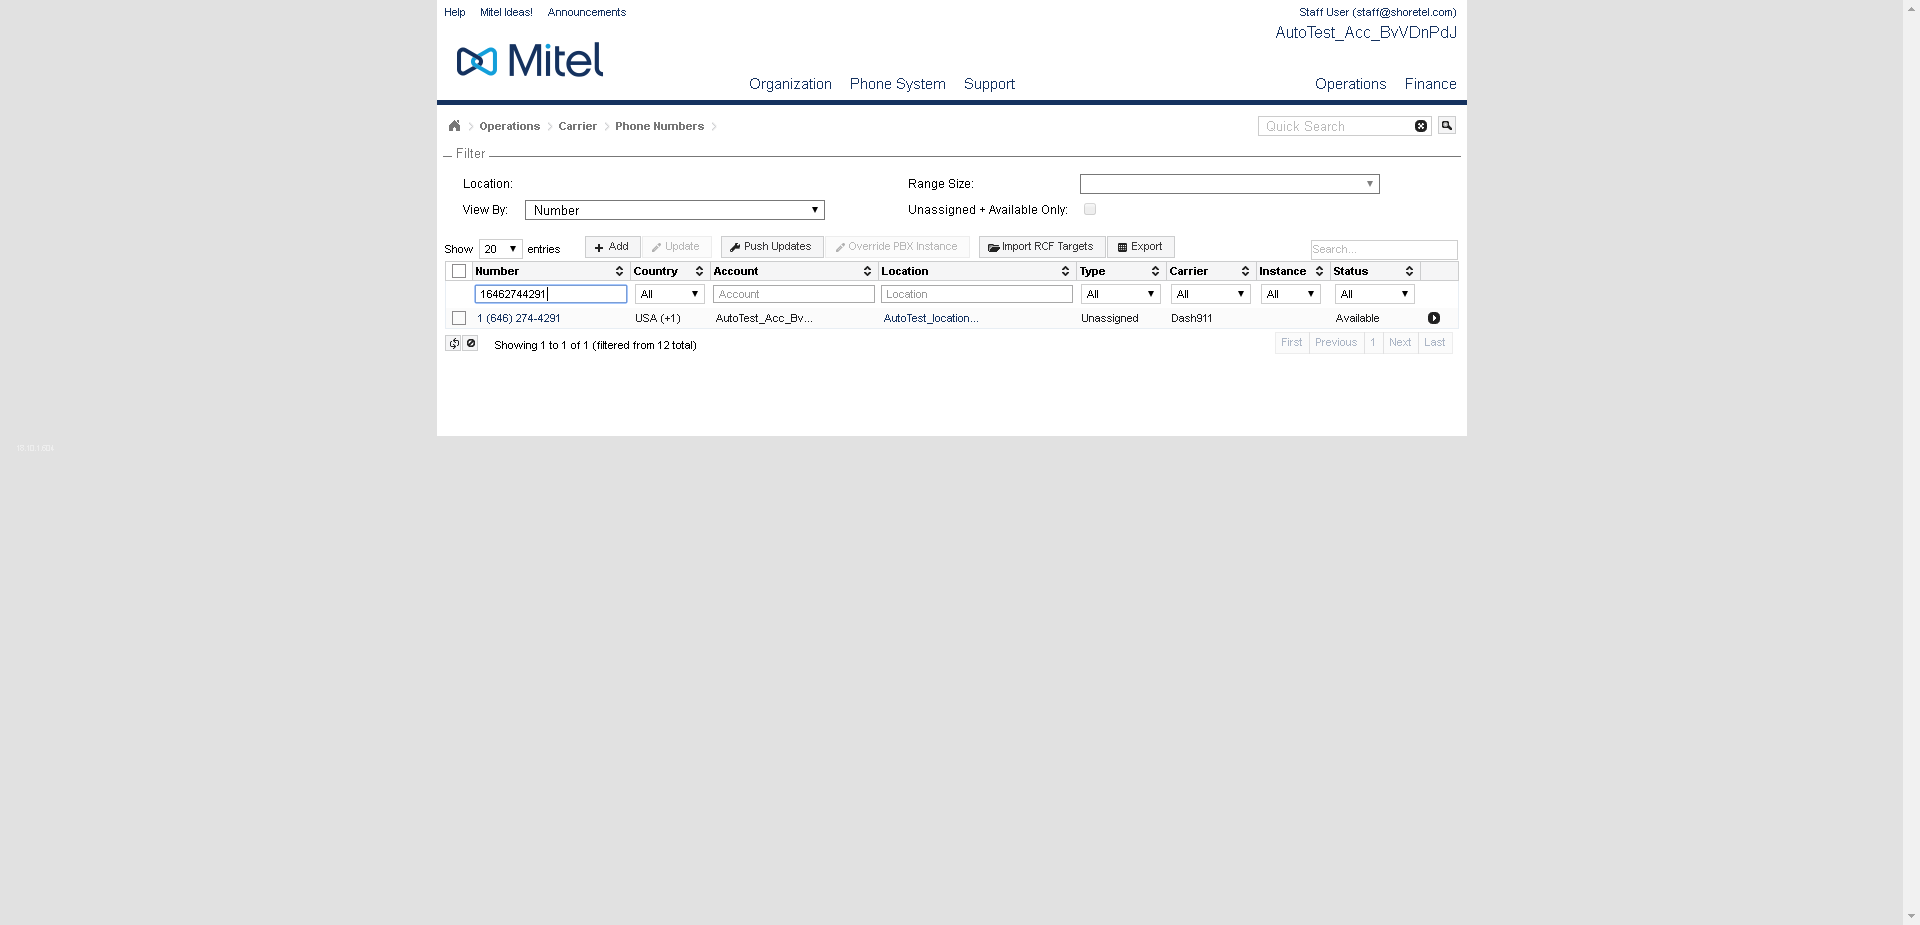 Help Mitel Ideas! Announcements Staff User (staff@shoretel.com)
AutoTest_Acc_BvVDnPdJ
Mitel
Organization Phone System Support Operations Finance
Operations Carrier Phone Numbers Quick Search
Filter
Location: Range Size:
View By: Number Unassigned + Available Only:
Show 20 entries Add Update Push Updates Override PBX Instance Import RCF Targets Export Search...
Number Country Account Location Type Carrier Instance Status
16462744291 All Account Location All All All All
1 (646) 274-4291 USA (+1) AutoTest_Acc_Bv... AutoTest_location... Unassigned Dash911 Available
Showing 1 to 1 of 1 (filtered from 12 total) First Previous 1 Next Last